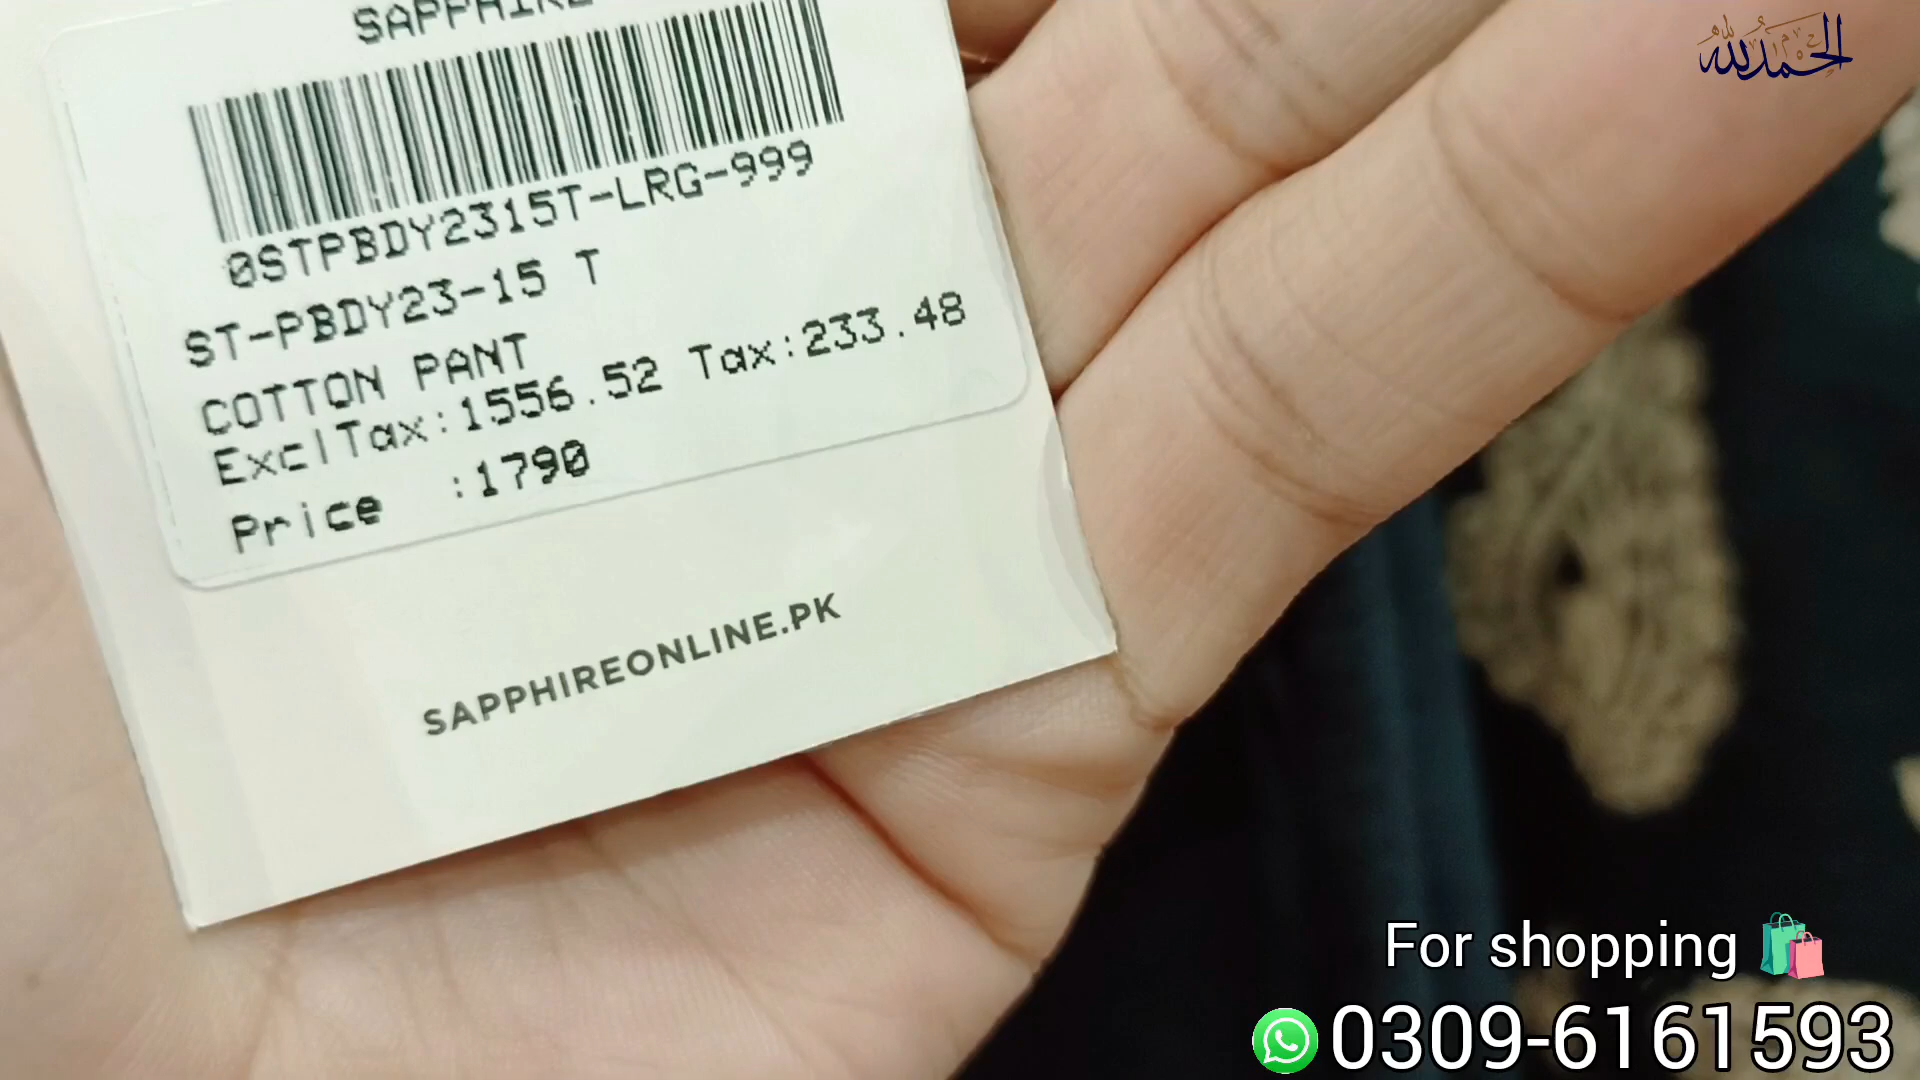 SAPPHIRE
الحمدلله
0STPBDY2315T-LRG-999
ST-PBDY23-15 T
COTTON PANT
ExclTax:1556.52 Tax:233.48
Price :1790
SAPPHIREONLINE.PK
For shopping 🛍️
0309-6161593